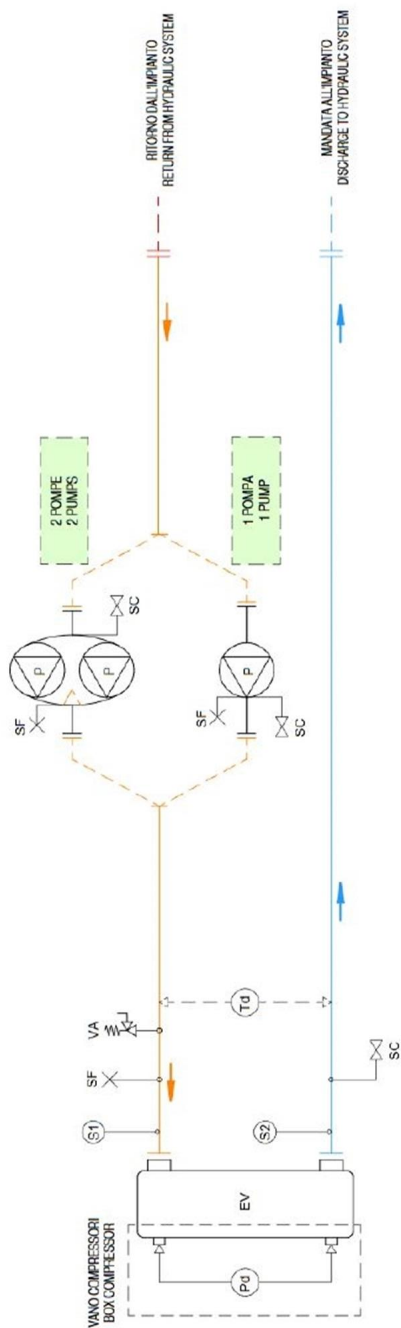 RITORNO DALL'IMPIANTO
RETURN FROM HYDRAULIC SYSTEM
MANDATA ALL'IMPIANTO
DISCHARGE TO HYDRAULIC SYSTEM
2 POMPE
2 PUMPS
1 POMPA
1 PUMP
SC
P
P
SF
P
SF
SC
VA
SF
S1
Td
S2
SC
VANO COMPRESSORI
BOX COMPRESSOR
EV
Pd